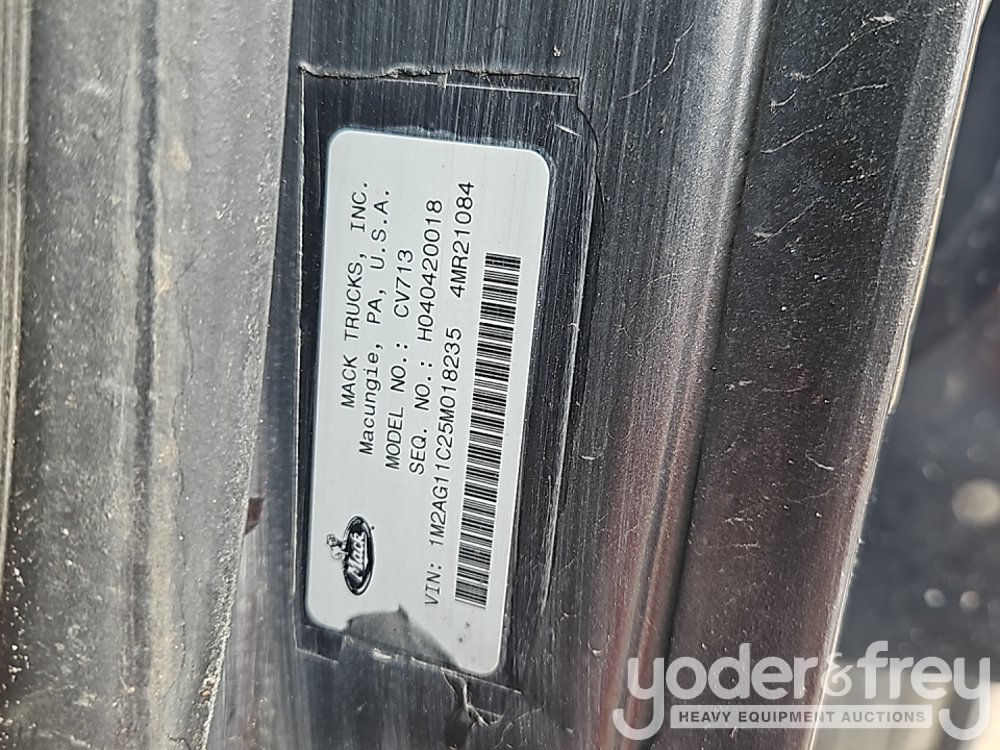 Mack
MACK TRUCKS, INC.
Macungie, PA, U.S.A.
MODEL NO.: CV713
SEQ. NO.: H040420018
VIN: 1M2AG11C25M018235 4MR21084
yoder&frey
HEAVY EQUIPMENT AUCTIONS